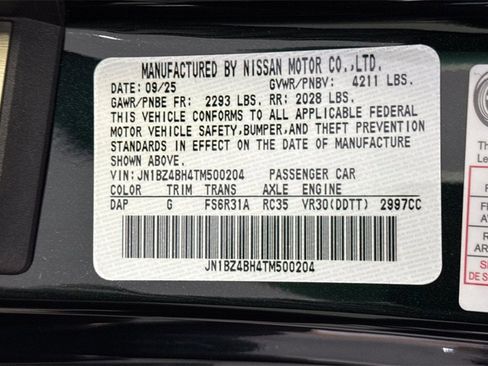 MANUFACTURED BY NISSAN MOTOR CO.,LTD.
DATE: 09/25 GVWR/PNBV: 4211 LBS.
GAWR/PNBE FR: 2293 LBS. RR: 2028 LBS.
THIS VEHICLE CONFORMS TO ALL APPLICABLE FEDERAL
MOTOR VEHICLE SAFETY, BUMPER, AND THEFT PREVENTION
STANDARDS IN EFFECT ON THE DATE OF MANUFACTURE
SHOWN ABOVE.
VIN: JN1BZ4BH4TM500204 PASSENGER CAR
COLOR TRIM TRANS AXLE ENGINE
DAP G FS6R31A RC35 VR30(DDTT) 2997CC
JN1BZ4BH4TM500204